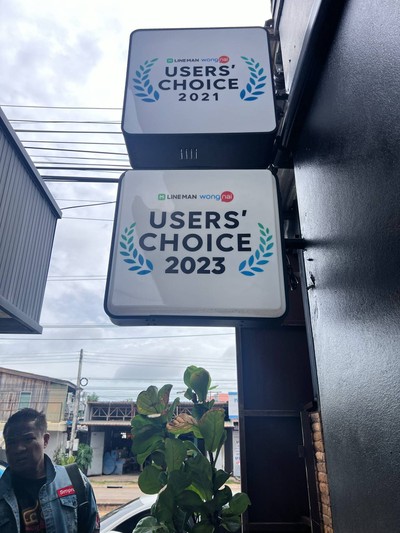 LINEMAN wongnai
USERS'
CHOICE
2021
LINEMAN wongnai
USERS'
CHOICE
2023